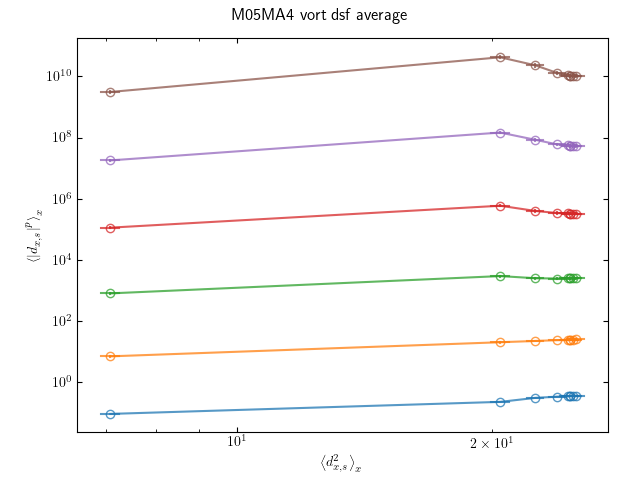 M05MA4 vort dsf average
10^{10}
10^{8}
10^{6}
10^{4}
10^{2}
10^{0}
⟨|d_{x,s}|^p⟩_x
10^{1}
2 × 10^{1}
⟨d_{x,s}^2⟩_x